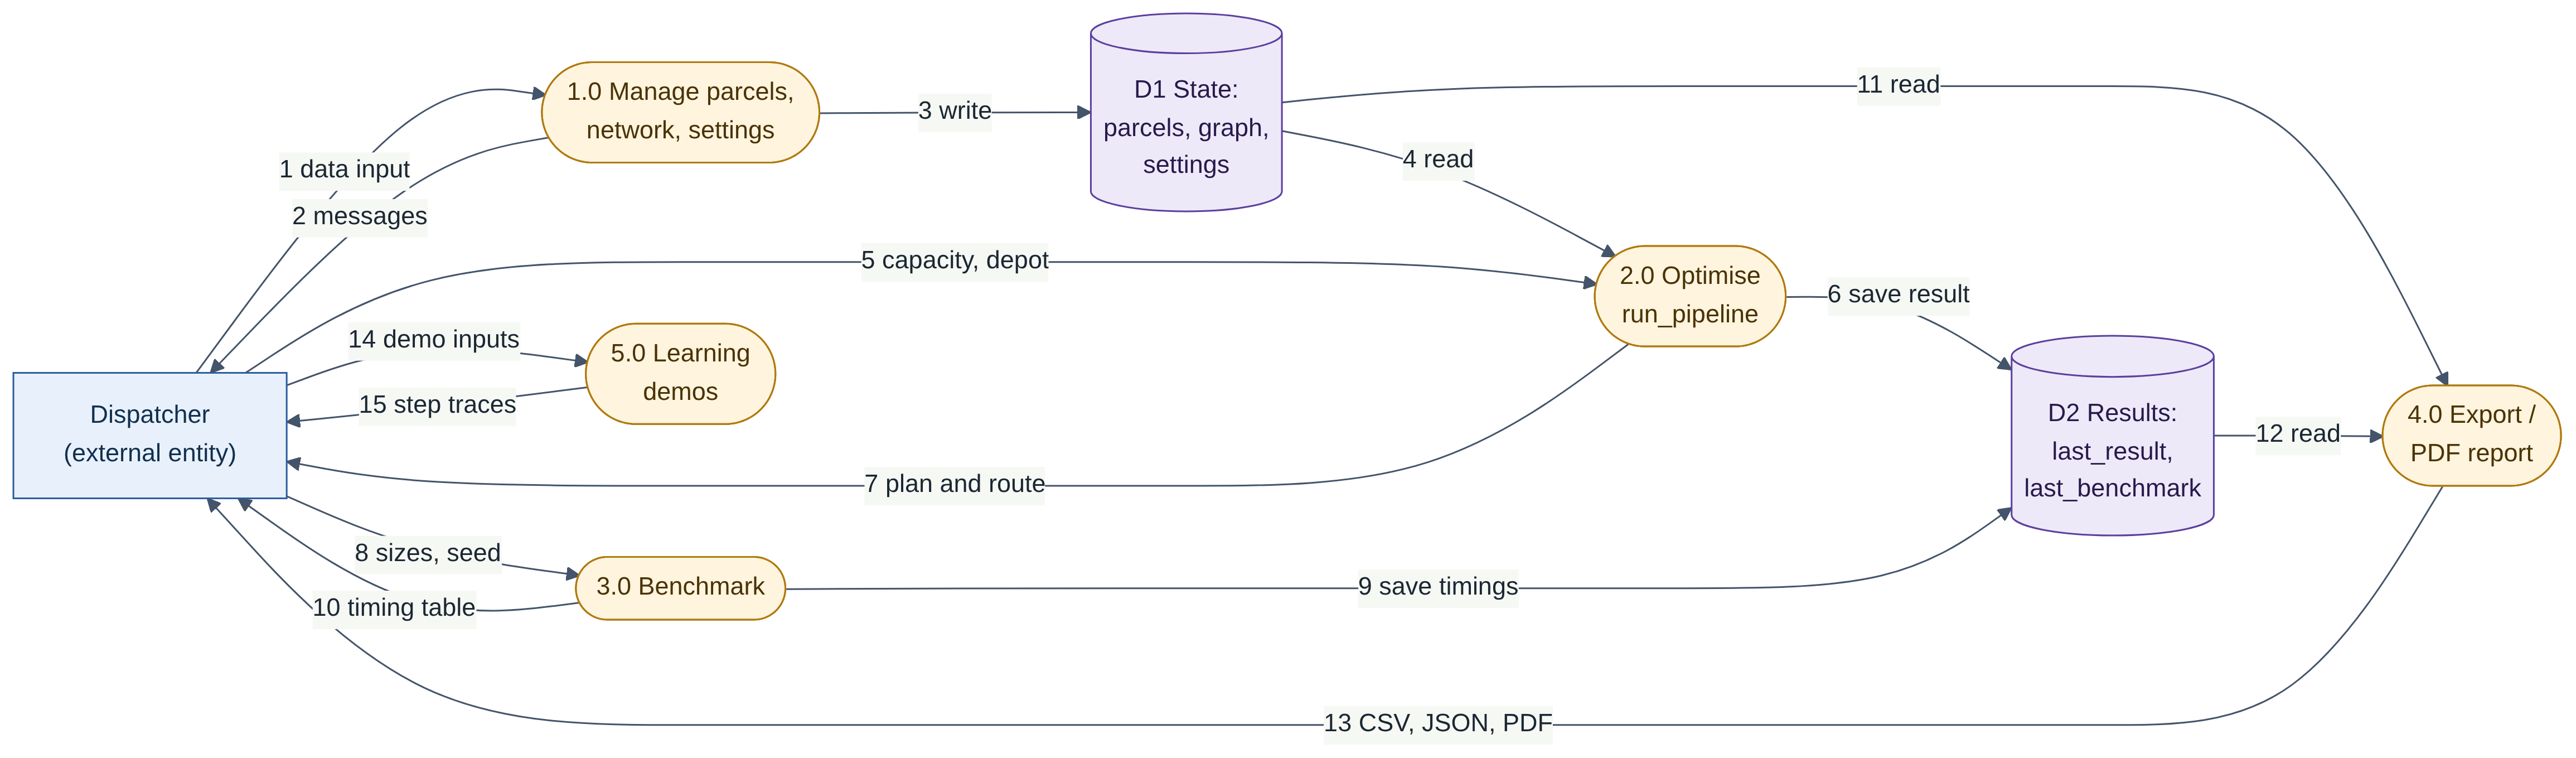 1.0 Manage parcels,
network, settings
D1 State:
parcels, graph,
settings
3 write
11 read
1 data input
2 messages
4 read
5 capacity, depot
2.0 Optimise
run_pipeline
6 save result
14 demo inputs
5.0 Learning
demos
15 step traces
Dispatcher
(external entity)
D2 Results:
last_result,
last_benchmark
12 read
4.0 Export /
PDF report
7 plan and route
8 sizes, seed
3.0 Benchmark
9 save timings
10 timing table
13 CSV, JSON, PDF